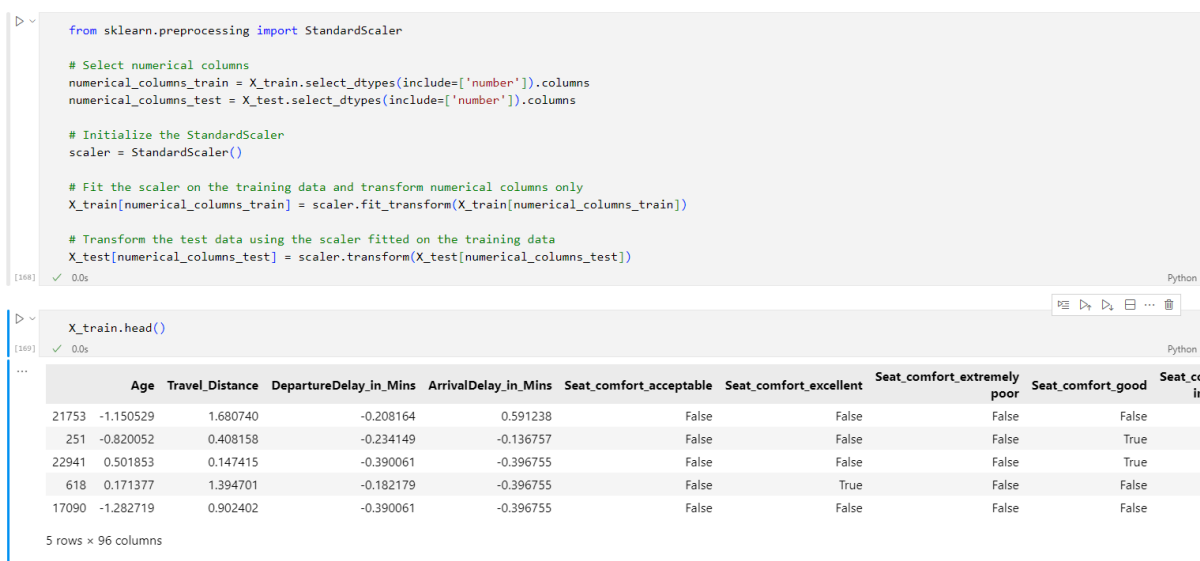 from sklearn.preprocessing import StandardScaler
# Select numerical columns
numerical_columns_train = X_train.select_dtypes(include=['number']).columns
numerical_columns_test = X_test.select_dtypes(include=['number']).columns
# Initialize the StandardScaler
scaler = StandardScaler()
# Fit the scaler on the training data and transform numerical columns only
X_train[numerical_columns_train] = scaler.fit_transform(X_train[numerical_columns_train])
# Transform the test data using the scaler fitted on the training data
X_test[numerical_columns_test] = scaler.transform(X_test[numerical_columns_test])
[168] ✓ 0.0s Python
X_train.head()
[169] ✓ 0.0s Python
...
Age Travel_Distance DepartureDelay_in_Mins ArrivalDelay_in_Mins Seat_comfort_acceptable Seat_comfort_excellent Seat_comfort_extremely poor Seat_comfort_good Seat_co
21753 -1.150529 1.680740 -0.208164 0.591238 False False False False
251 -0.820052 0.408158 -0.234149 -0.136757 False False False True
22941 0.501853 0.147415 -0.390061 -0.396755 False False False True
618 0.171377 1.394701 -0.182179 -0.396755 False True False False
17090 -1.282719 0.902402 -0.390061 -0.396755 False False False False
5 rows × 96 columns